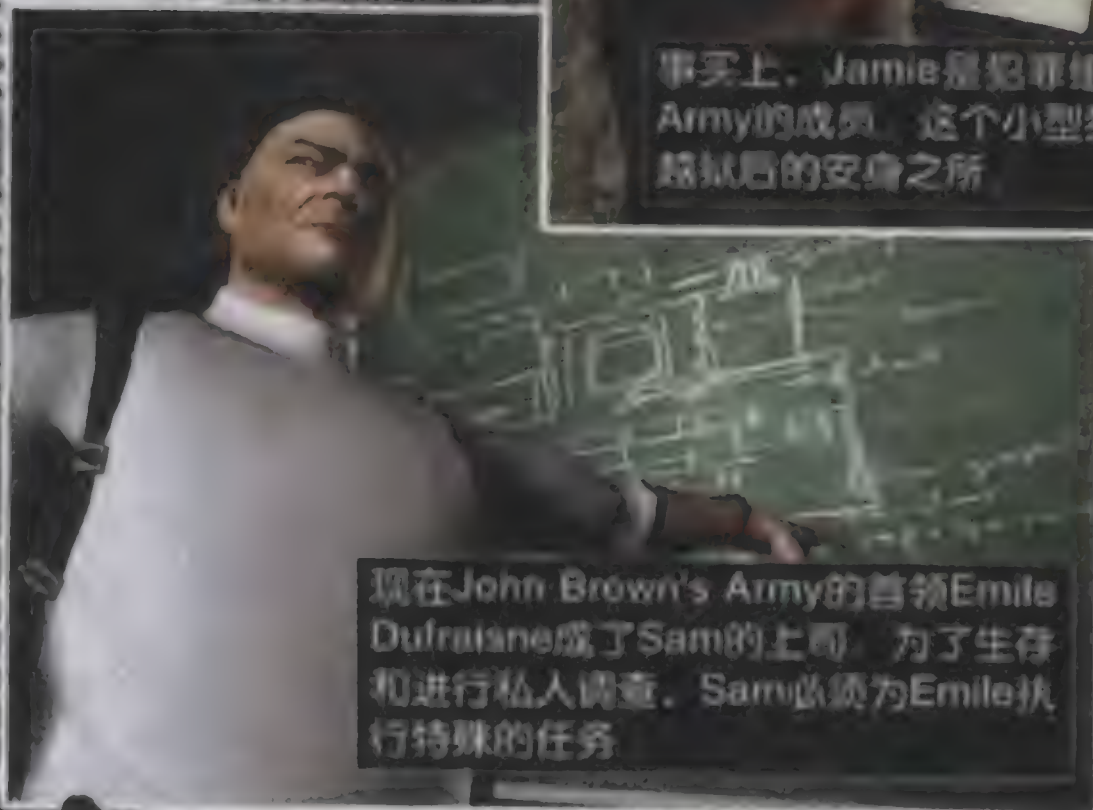 事实上，Jamie是犯罪组
Army的成员。这个小型
越狱后的安身之所
现在John Brown's Army的首领Emile
Dufraisne成了Sam的上司。为了生存
和进行私人调查，Sam必须为Emile执
行特殊的任务